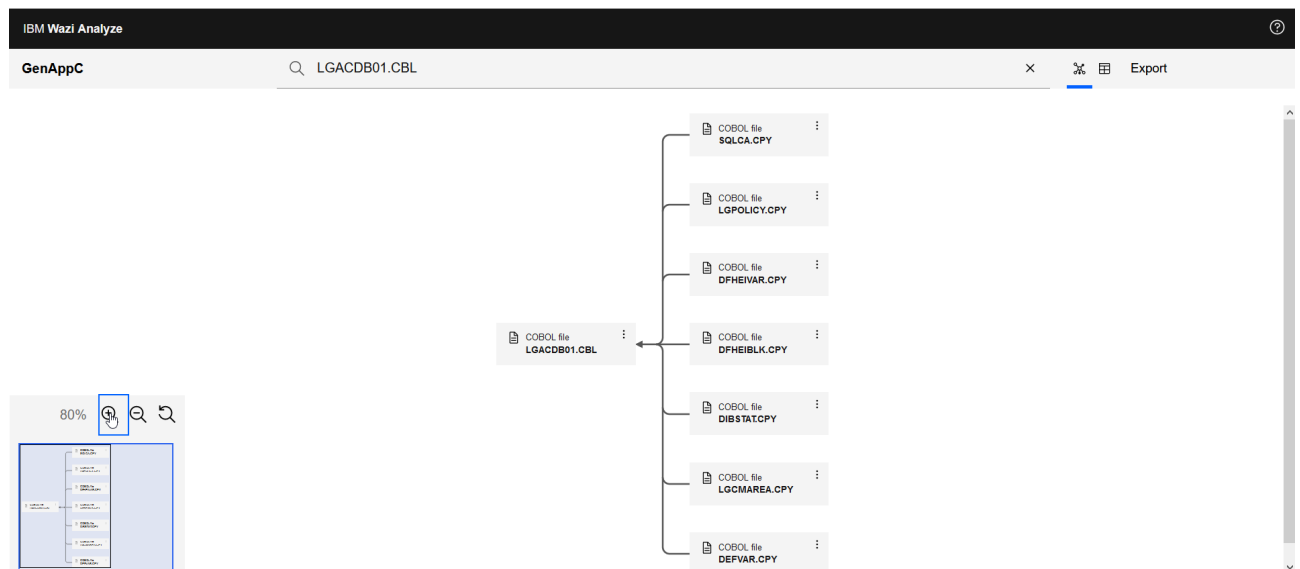 IBM Wazi Analyze
GenAppC
LGACDB01.CBL
Export
COBOL file
SQLCA.CPY
COBOL file
LGPOLICY.CPY
COBOL file
DFHEIVAR.CPY
COBOL file
LGACDB01.CBL
COBOL file
DFHEIBLK.CPY
COBOL file
DIBSTAT.CPY
COBOL file
LGCMAREA.CPY
COBOL file
DEFVAR.CPY
80%